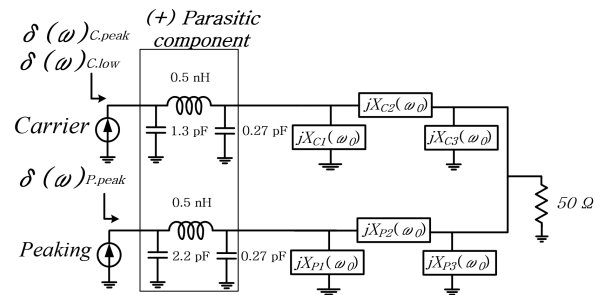 (+) Parasitic
component
δ (ω)C.peak
δ (ω)C.low
0.5 nH
jXC2(ω0)
Carrier
1.3 pF
0.27 pF
jXC1(ω0)
jXC3(ω0)
δ (ω)P.peak
0.5 nH
50 Ω
jXP2(ω0)
Peaking
2.2 pF
0.27 pF
jXP1(ω0)
jXP3(ω0)